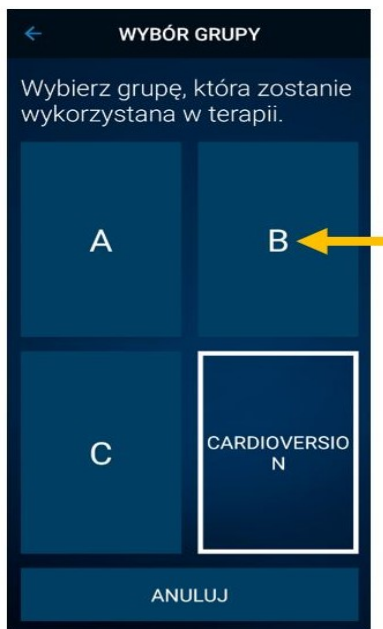 WYBÓR GRUPY
Wybierz grupę, która zostanie
wykorzystana w terapii.
A
B
C
CARDIOVERSIO
N
ANULUJ